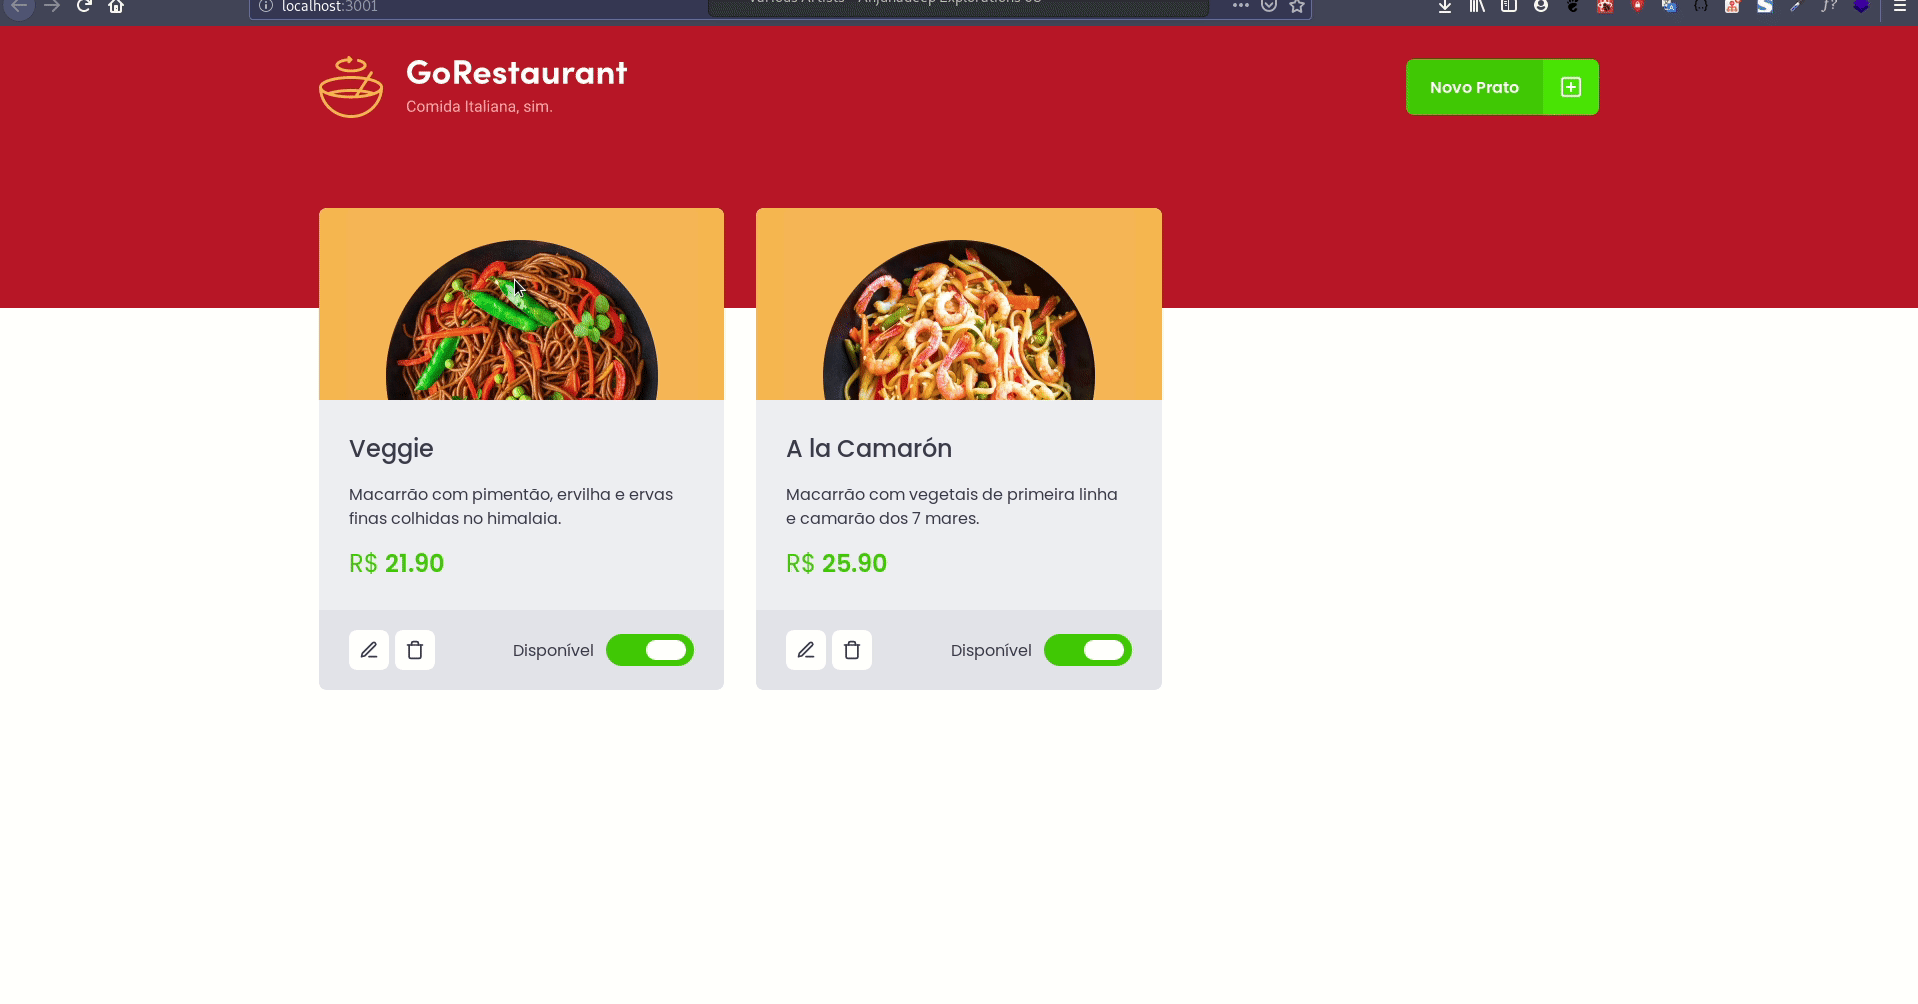 localhost:3001
GoRestaurant
Comida Italiana, sim.
Novo Prato
Veggie
Macarrão com pimentão, ervilha e ervas
finas colhidas no himalaia.
R$ 21.90
Disponível
A la Camarón
Macarrão com vegetais de primeira linha
e camarão dos 7 mares.
R$ 25.90
Disponível